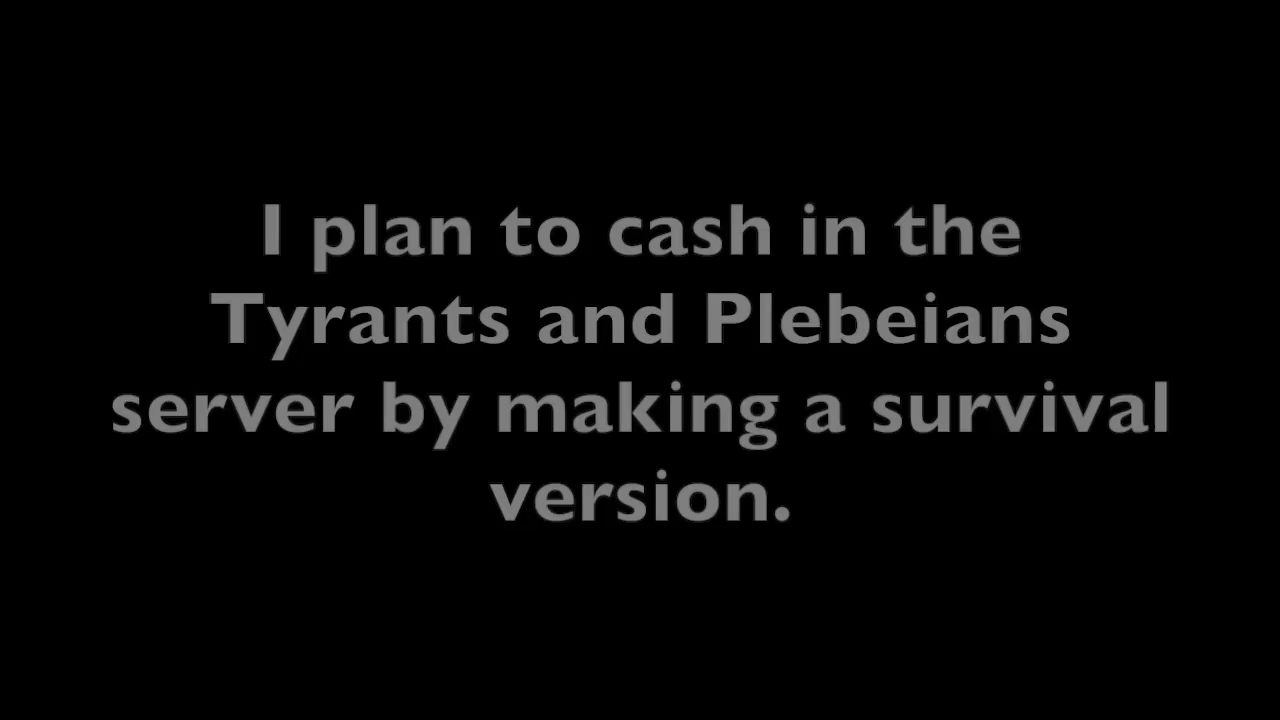 I plan to cash in the
Tyrants and Plebeians
server by making a survival
version.